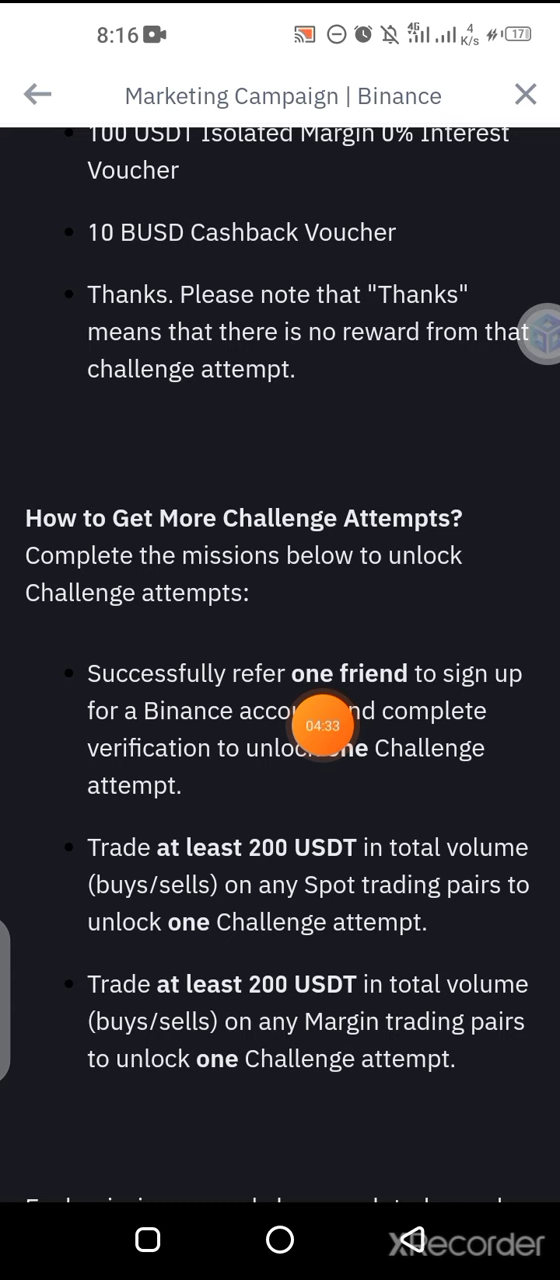 8:16
4G
4
K/s
17
Marketing Campaign | Binance
100 USDT Isolated Margin 0% Interest
Voucher
10 BUSD Cashback Voucher
Thanks. Please note that "Thanks"
means that there is no reward from that
challenge attempt.
How to Get More Challenge Attempts?
Complete the missions below to unlock
Challenge attempts:
Successfully refer one friend to sign up
for a Binance complete
04:33
verification to Challenge
attempt.
Trade at least 200 USDT in total volume
(buys/sells) on any Spot trading pairs to
unlock one Challenge attempt.
Trade at least 200 USDT in total volume
(buys/sells) on any Margin trading pairs
to unlock one Challenge attempt.
XRecorder